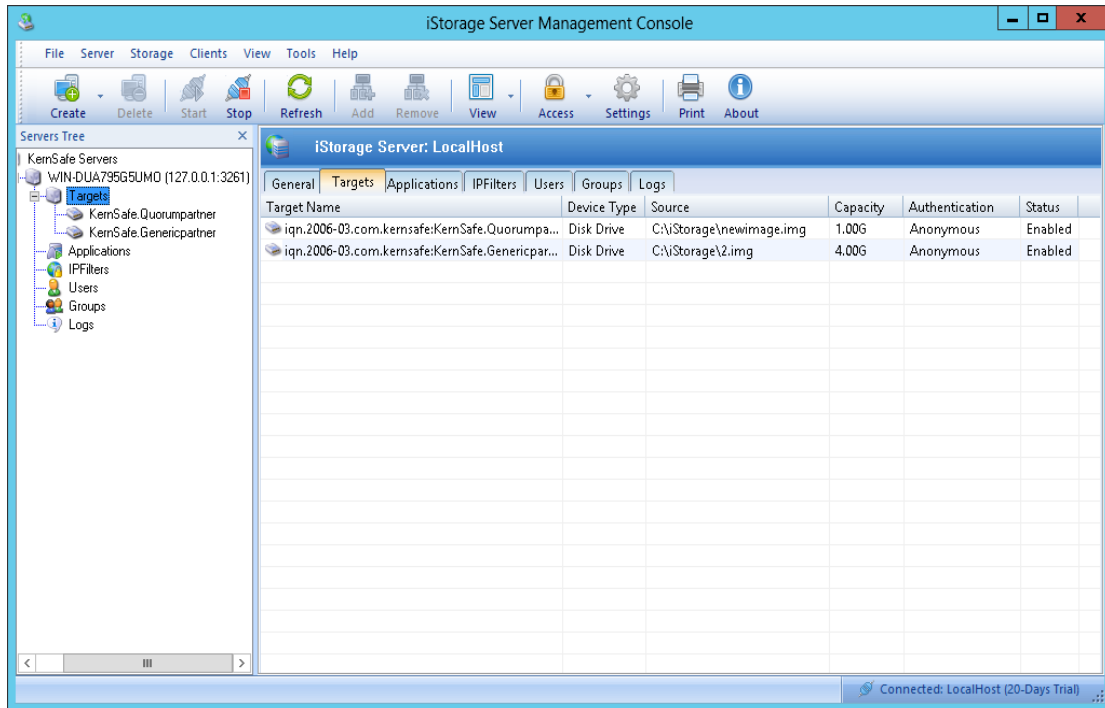 iStorage Server Management Console
File Server Storage Clients View Tools Help
Create Delete Start Stop Refresh Add Remove View Access Settings Print About
Servers Tree
KernSafe Servers
WIN-DUA795G5UMO (127.0.0.1:3261)
Targets
KernSafe.Quorumpartner
KernSafe.Genericpartner
Applications
IPFilters
Users
Groups
Logs
iStorage Server: LocalHost
General Targets Applications IPFilters Users Groups Logs
Target Name Device Type Source Capacity Authentication Status
iqn.2006-03.com.kernsafe:KernSafe.Quorumpa... Disk Drive C:\iStorage\newimage.img 1.00G Anonymous Enabled
iqn.2006-03.com.kernsafe:KernSafe.Genericpar... Disk Drive C:\iStorage\2.img 4.00G Anonymous Enabled
Connected: LocalHost (20-Days Trial)